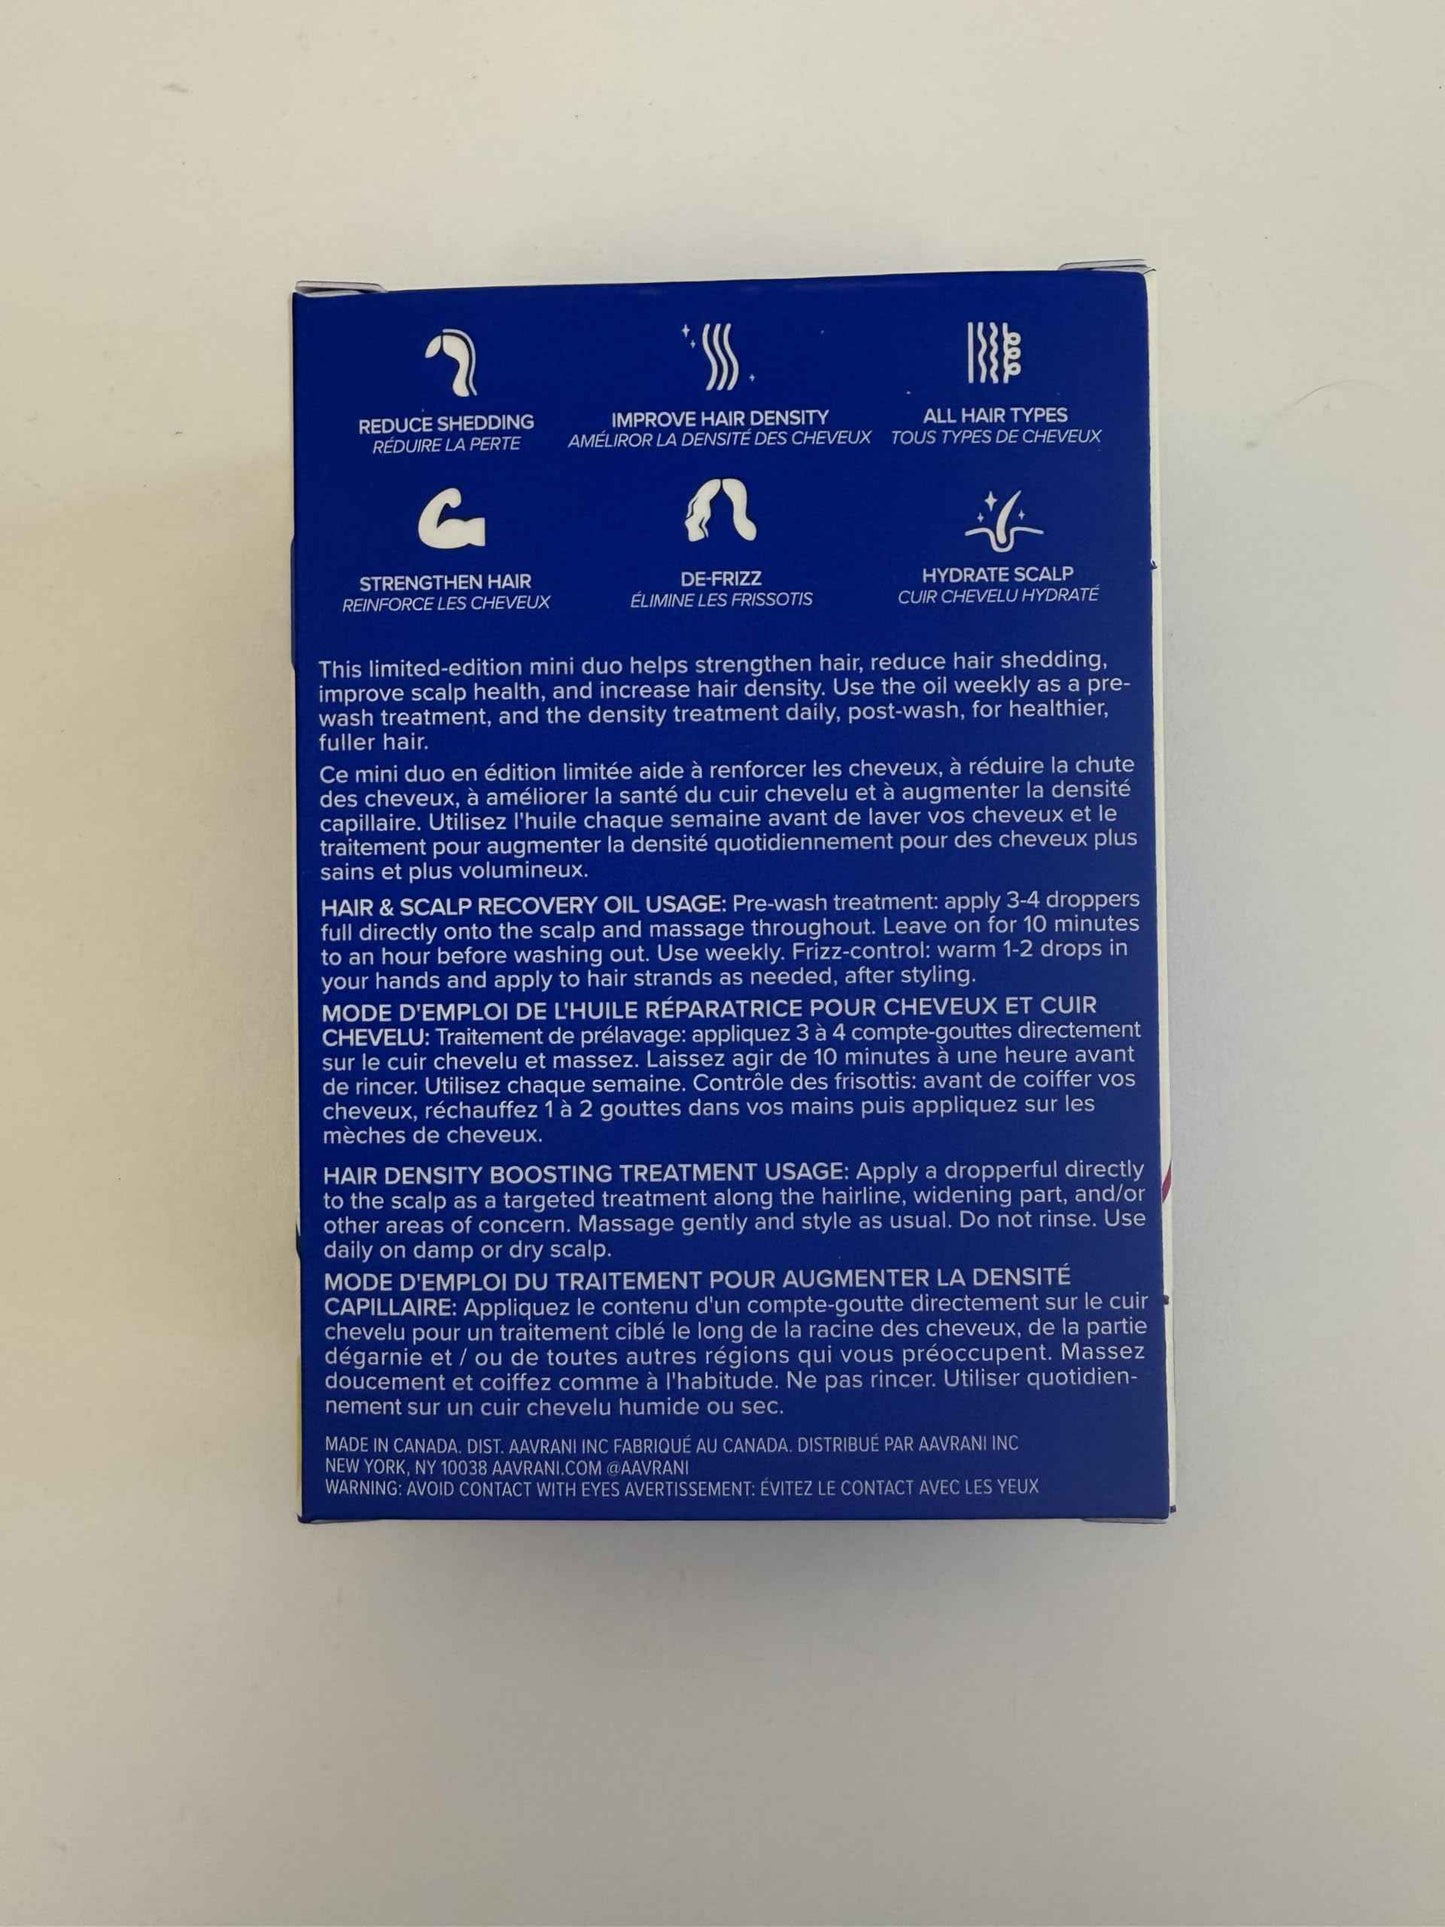 REDUCE SHEDDING
RÉDUIRE LA PERTE
IMPROVE HAIR DENSITY
AMÉLIROR LA DENSITÉ DES CHEVEUX
ALL HAIR TYPES
TOUS TYPES DE CHEVEUX
STRENGTHEN HAIR
REINFORCE LES CHEVEUX
DE-FRIZZ
ÉLIMINE LES FRISSOTIS
HYDRATE SCALP
CUIR CHEVELU HYDRATÉ
This limited-edition mini duo helps strengthen hair, reduce hair shedding,
improve scalp health, and increase hair density. Use the oil weekly as a pre-
wash treatment, and the density treatment daily, post-wash, for healthier,
fuller hair.
Ce mini duo en édition limitée aide à renforcer les cheveux, à réduire la chute
des cheveux, à améliorer la santé du cuir chevelu et à augmenter la densité
capillaire. Utilisez l'huile chaque semaine avant de laver vos cheveux et le
traitement pour augmenter la densité quotidiennement pour des cheveux plus
sains et plus volumineux.
HAIR & SCALP RECOVERY OIL USAGE: Pre-wash treatment: apply 3-4 droppers
full directly onto the scalp and massage throughout. Leave on for 10 minutes
to an hour before washing out. Use weekly. Frizz-control: warm 1-2 drops in
your hands and apply to hair strands as needed, after styling.
MODE D'EMPLOI DE L'HUILE RÉPARATRICE POUR CHEVEUX ET CUIR
CHEVELU: Traitement de prélavage: appliquez 3 à 4 compte-gouttes directement
sur le cuir chevelu et massez. Laissez agir de 10 minutes à une heure avant
de rincer. Utilisez chaque semaine. Contrôle des frisottis: avant de coiffer vos
cheveux, réchauffez 1 à 2 gouttes dans vos mains puis appliquez sur les
mèches de cheveux.
HAIR DENSITY BOOSTING TREATMENT USAGE: Apply a dropperful directly
to the scalp as a targeted treatment along the hairline, widening part, and/or
other areas of concern. Massage gently and style as usual. Do not rinse. Use
daily on damp or dry scalp.
MODE D'EMPLOI DU TRAITEMENT POUR AUGMENTER LA DENSITÉ
CAPILLAIRE: Appliquez le contenu d'un compte-goutte directement sur le cuir
chevelu pour un traitement ciblé le long de la racine des cheveux, de la partie
dégarnie et / ou de toutes autres régions qui vous préoccupent. Massez
doucement et coiffez comme à l'habitude. Ne pas rincer. Utiliser quotidien-
nement sur un cuir chevelu humide ou sec.
MADE IN CANADA. DIST. AAVRANI INC FABRIQUÉ AU CANADA. DISTRIBUÉ PAR AAVRANI INC
NEW YORK, NY 10038 AAVRANI.COM @AAVRANI
WARNING: AVOID CONTACT WITH EYES AVERTISSEMENT: ÉVITEZ LE CONTACT AVEC LES YEUX